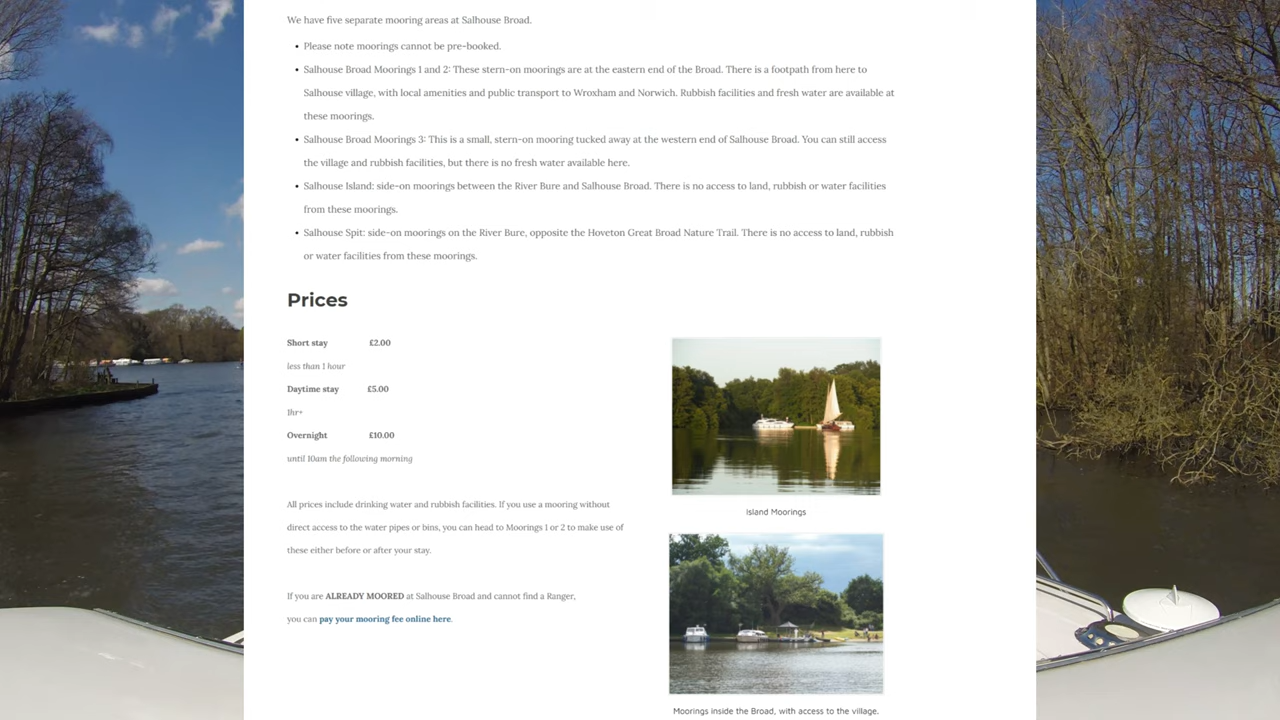 We have five separate mooring areas at Salhouse Broad.
• Please note moorings cannot be pre-booked.
• Salhouse Broad Moorings 1 and 2: These stern-on moorings are at the eastern end of the Broad. There is a footpath from here to
Salhouse village, with local amenities and public transport to Wroxham and Norwich. Rubbish facilities and fresh water are available at
these moorings.
• Salhouse Broad Moorings 3: This is a small, stern-on mooring tucked away at the western end of Salhouse Broad. You can still access
the village and rubbish facilities, but there is no fresh water available here.
• Salhouse Island: side-on moorings between the River Bure and Salhouse Broad. There is no access to land, rubbish or water facilities
from these moorings.
• Salhouse Spit: side-on moorings on the River Bure, opposite the Hoveton Great Broad Nature Trail. There is no access to land, rubbish
or water facilities from these moorings.
Prices
Short stay £2.00
less than 1 hour
Daytime stay £5.00
1hr+
Overnight £10.00
until 10am the following morning
All prices include drinking water and rubbish facilities. If you use a mooring without
direct access to the water pipes or bins, you can head to Moorings 1 or 2 to make use of
these either before or after your stay.
If you are ALREADY MOORED at Salhouse Broad and cannot find a Ranger,
you can pay your mooring fee online here.
Island Moorings
Moorings inside the Broad, with access to the village.